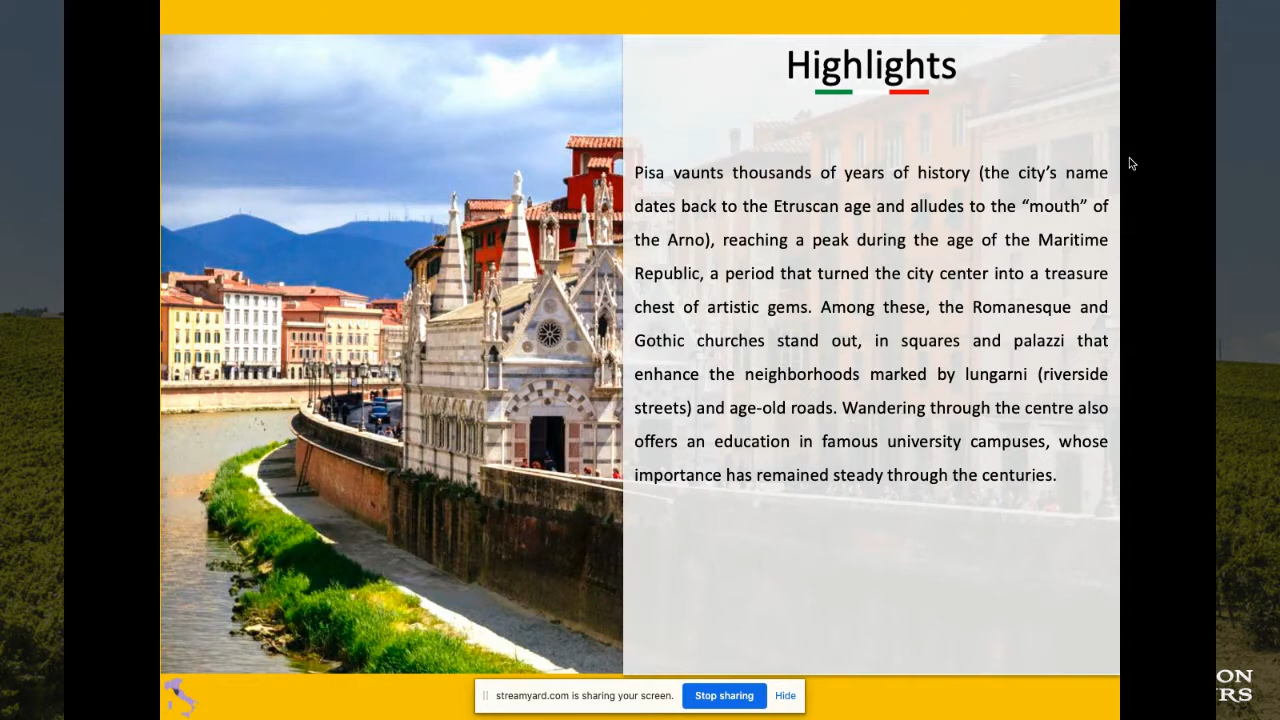 Highlights
Pisa vaunts thousands of years of history (the city’s name
dates back to the Etruscan age and alludes to the “mouth” of
the Arno), reaching a peak during the age of the Maritime
Republic, a period that turned the city center into a treasure
chest of artistic gems. Among these, the Romanesque and
Gothic churches stand out, in squares and palazzi that
enhance the neighborhoods marked by lungarni (riverside
streets) and age-old roads. Wandering through the centre also
offers an education in famous university campuses, whose
importance has remained steady through the centuries.
streamyard.com is sharing your screen. Stop sharing Hide
ON
RS